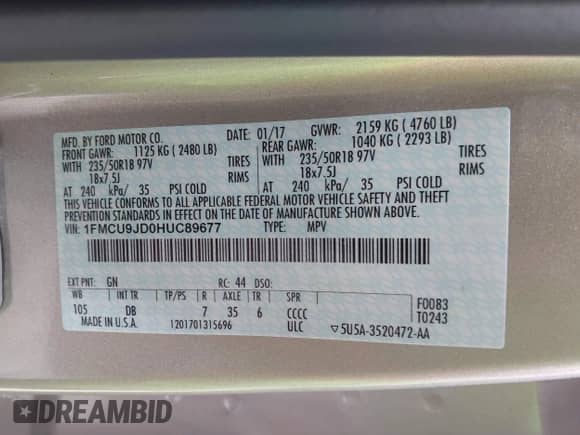 MFD. BY FORD MOTOR CO.
DATE: 01/17 GVWR: 2159 KG ( 4760 LB)
FRONT GAWR: 1125 KG ( 2480 LB)
REAR GAWR: 1040 KG ( 2293 LB)
WITH 235/50R18 97V TIRES
WITH 235/50R18 97V TIRES
18x7.5J RIMS
18x7.5J RIMS
AT 240 kPa/ 35 PSI COLD
AT 240 kPa/ 35 PSI COLD
THIS VEHICLE CONFORMS TO ALL APPLICABLE FEDERAL MOTOR VEHICLE SAFETY AND THEFT
PREVENTION STANDARDS IN EFFECT ON THE DATE OF MANUFACTURE SHOWN ABOVE.
VIN: 1FMCU9JD0HUC89677 TYPE: MPV
EXT PNT: GN RC: 44 DSO:
WB INT TR TP/PS R AXLE TR SPR
105 DB 7 35 6 CCCC
F0083
T0243
MADE IN U.S.A. 1201701315696 ULC
▽5U5A-3520472-AA
DREAMBID